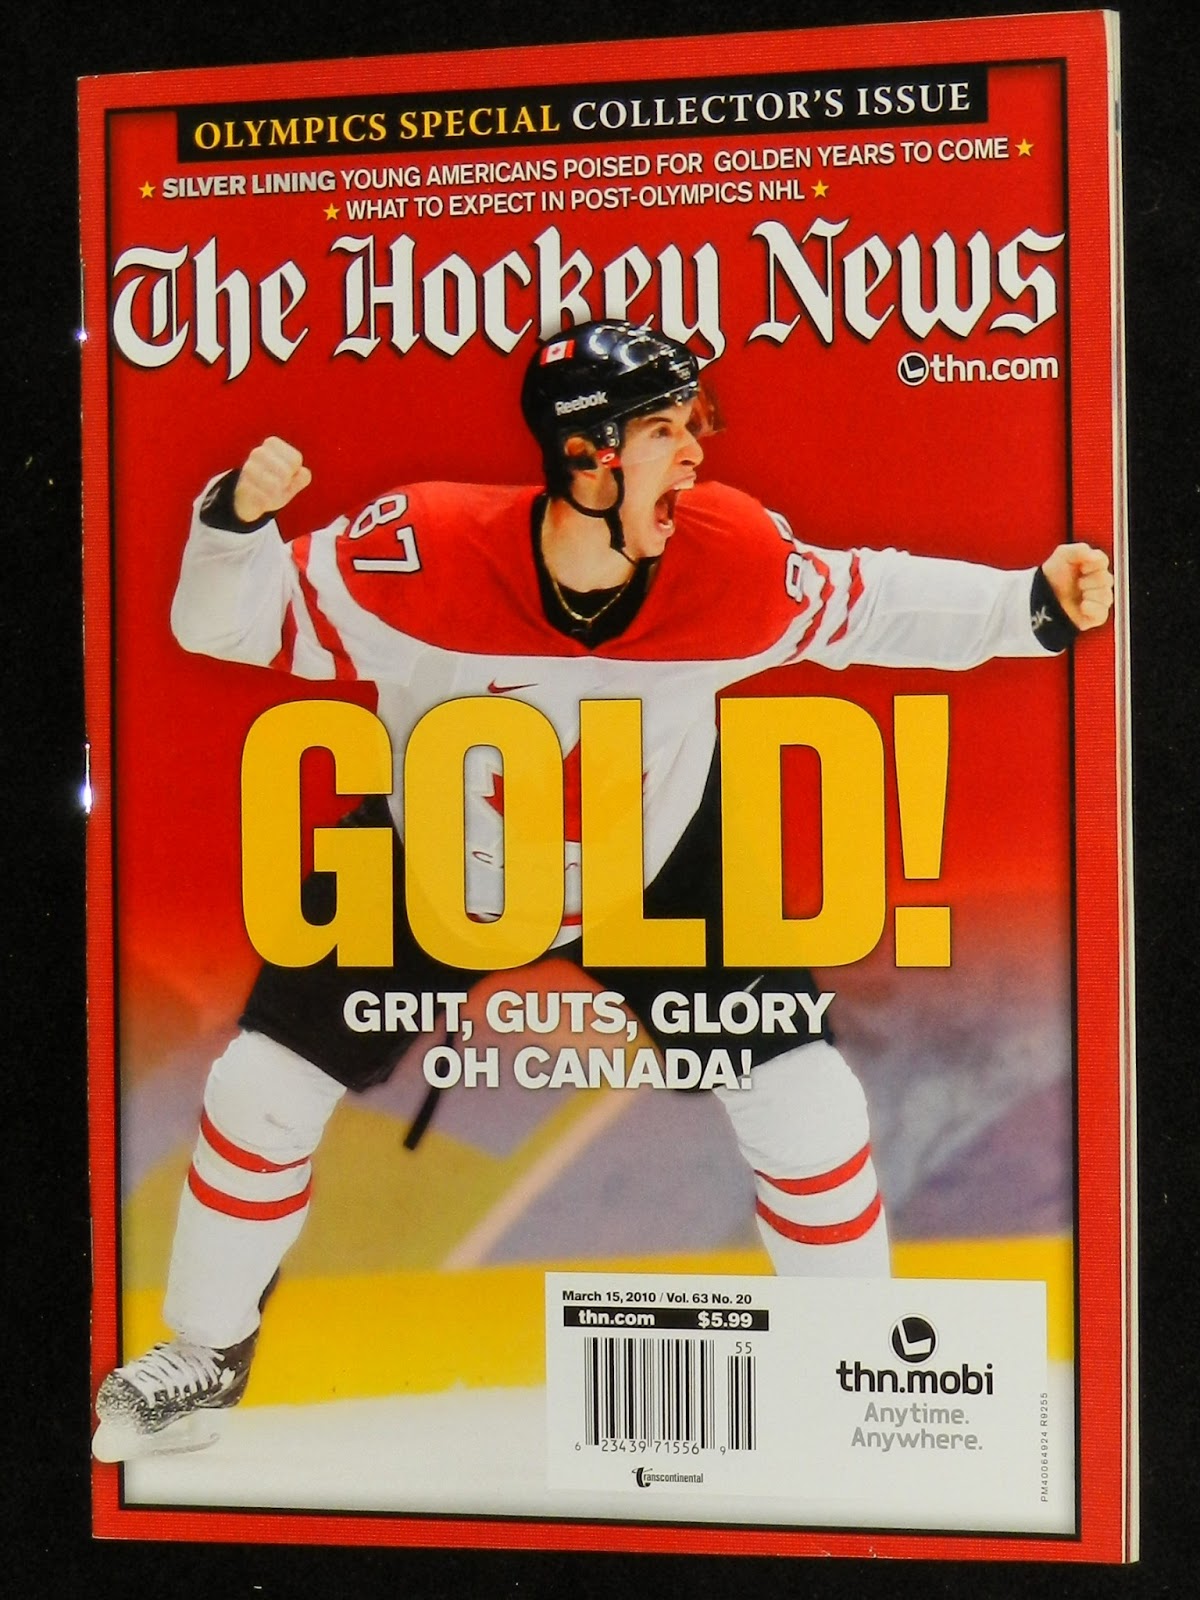 OLYMPICS SPECIAL COLLECTOR'S ISSUE
★ SILVER LINING YOUNG AMERICANS POISED FOR GOLDEN YEARS TO COME ★
★ WHAT TO EXPECT IN POST-OLYMPICS NHL ★
The Hockey News
thn.com
Reebok
87
GOLD!
GRIT, GUTS, GLORY
OH CANADA!
March 15, 2010 / Vol. 63 No. 20
thn.com $5.99
55
6 23439 71556 9
Transcontinental
thn.mobi
Anytime.
Anywhere.
PM40064924 R9255